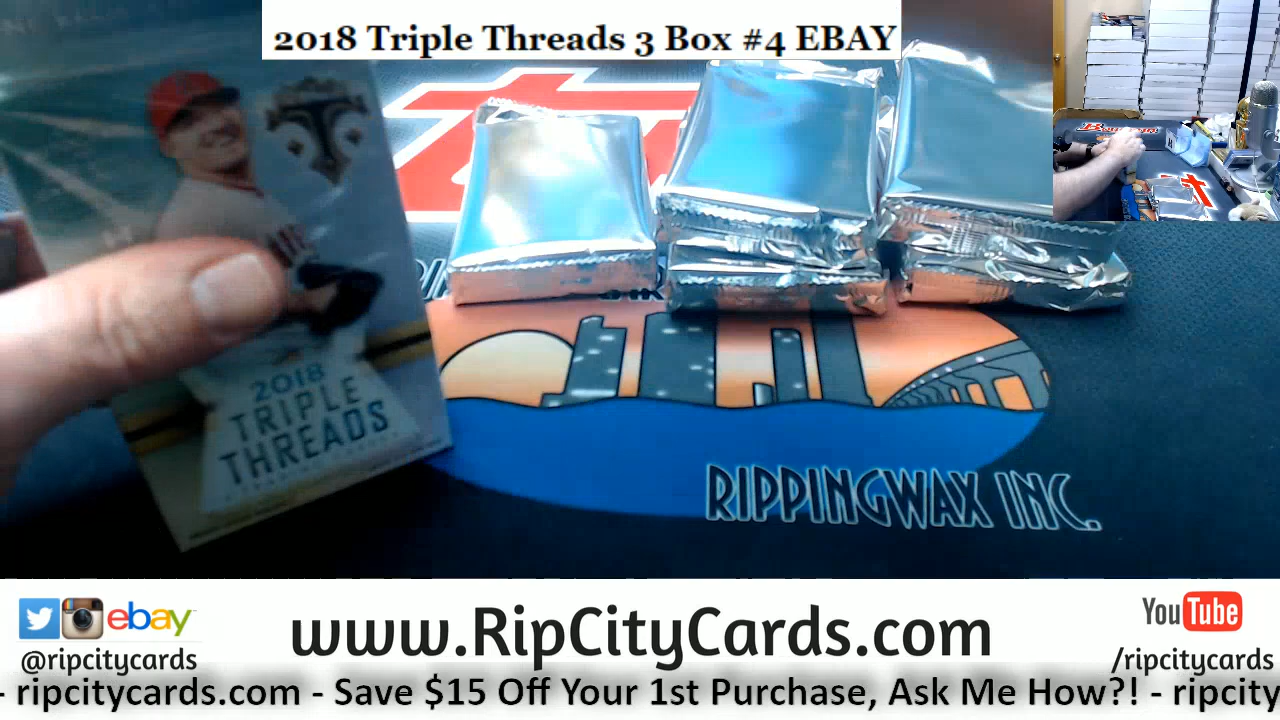 2018 Triple Threads 3 Box #4 EBAY
2018
TRIPLE
THREADS
RIPPINGWAX INC.
ebay
@ripcitycards
www.RipCityCards.com
YouTube
/ripcitycards
- ripcitycards.com - Save $15 Off Your 1st Purchase, Ask Me How?! - ripcity